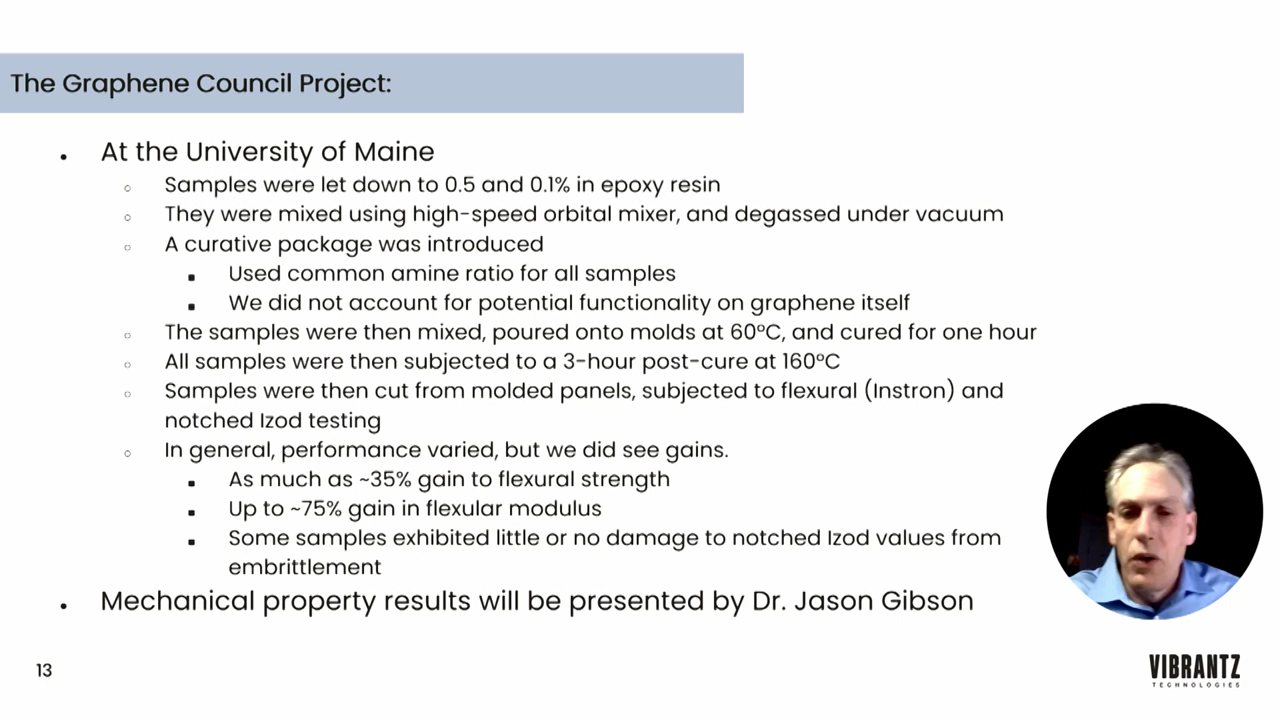 The Graphene Council Project:
• At the University of Maine
○ Samples were let down to 0.5 and 0.1% in epoxy resin
○ They were mixed using high-speed orbital mixer, and degassed under vacuum
○ A curative package was introduced
▪ Used common amine ratio for all samples
▪ We did not account for potential functionality on graphene itself
○ The samples were then mixed, poured onto molds at 60°C, and cured for one hour
○ All samples were then subjected to a 3-hour post-cure at 160°C
○ Samples were then cut from molded panels, subjected to flexural (Instron) and
notched Izod testing
○ In general, performance varied, but we did see gains.
▪ As much as ~35% gain to flexural strength
▪ Up to ~75% gain in flexular modulus
▪ Some samples exhibited little or no damage to notched Izod values from
embrittlement
• Mechanical property results will be presented by Dr. Jason Gibson
13
VIBRANTZ
TECHNOLOGIES